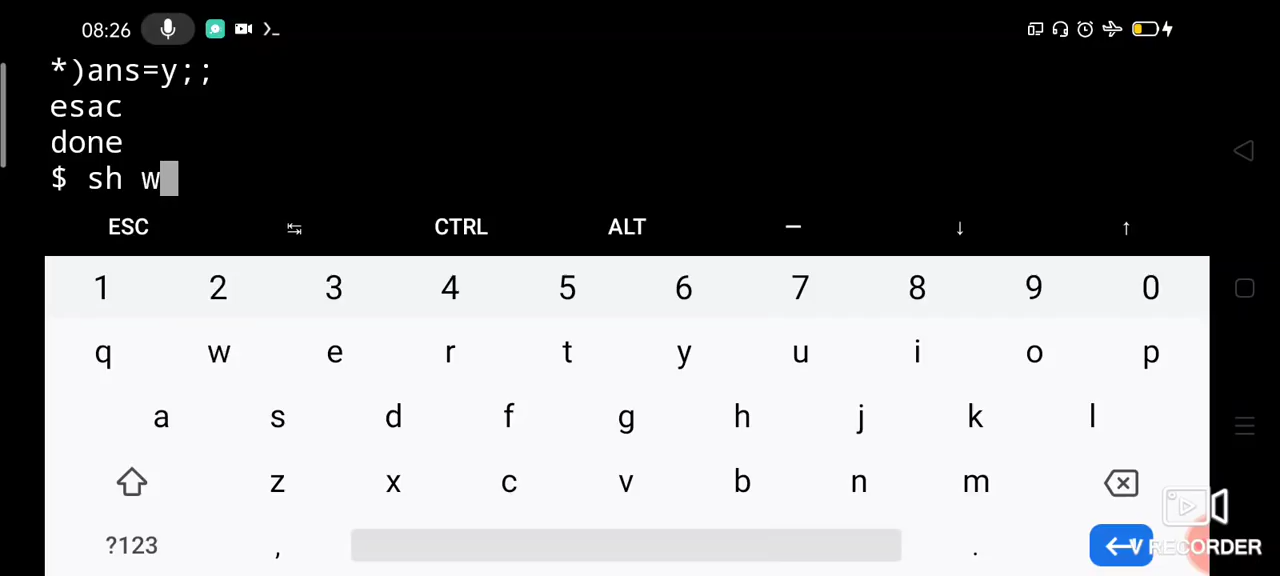 08:26
*)ans=y;;
esac
done
$ sh w
ESC CTRL ALT – ↓ ↑
1 2 3 4 5 6 7 8 9 0
q w e r t y u i o p
a s d f g h j k l
z x c v b n m
?123 , .
V RECORDER